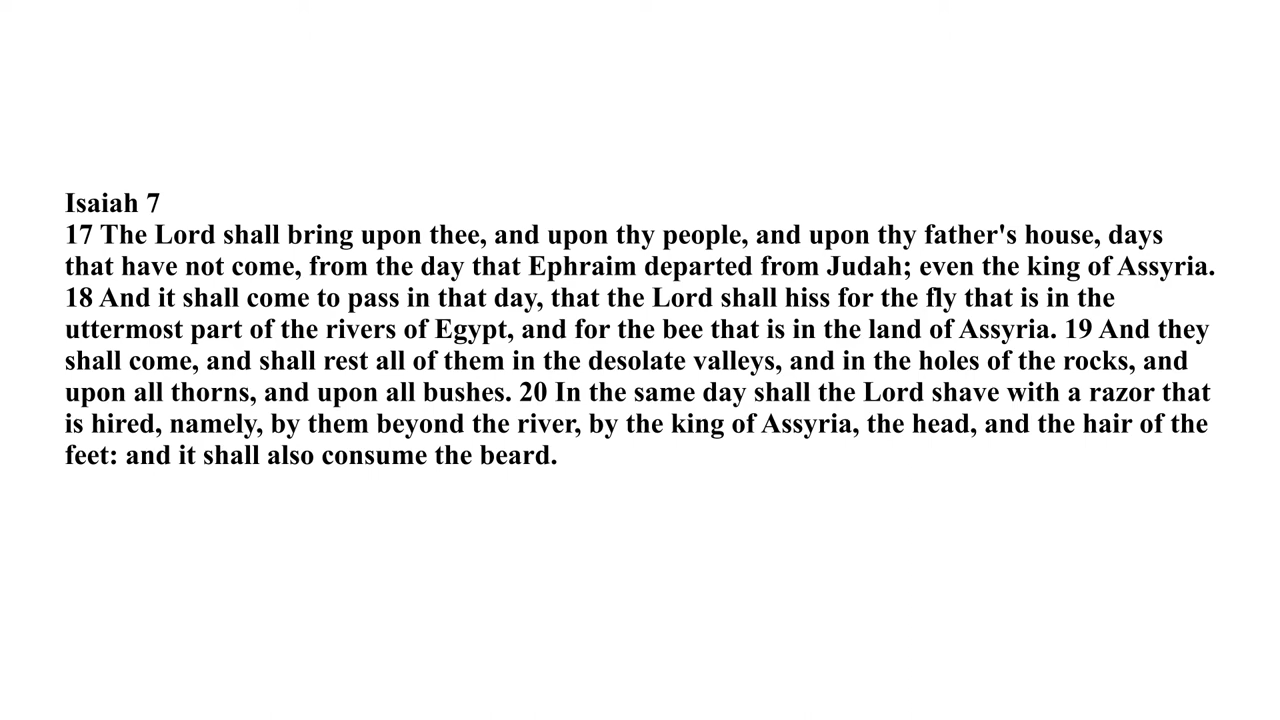 Isaiah 7
17 The Lord shall bring upon thee, and upon thy people, and upon thy father's house, days
that have not come, from the day that Ephraim departed from Judah; even the king of Assyria.
18 And it shall come to pass in that day, that the Lord shall hiss for the fly that is in the
uttermost part of the rivers of Egypt, and for the bee that is in the land of Assyria. 19 And they
shall come, and shall rest all of them in the desolate valleys, and in the holes of the rocks, and
upon all thorns, and upon all bushes. 20 In the same day shall the Lord shave with a razor that
is hired, namely, by them beyond the river, by the king of Assyria, the head, and the hair of the
feet: and it shall also consume the beard.